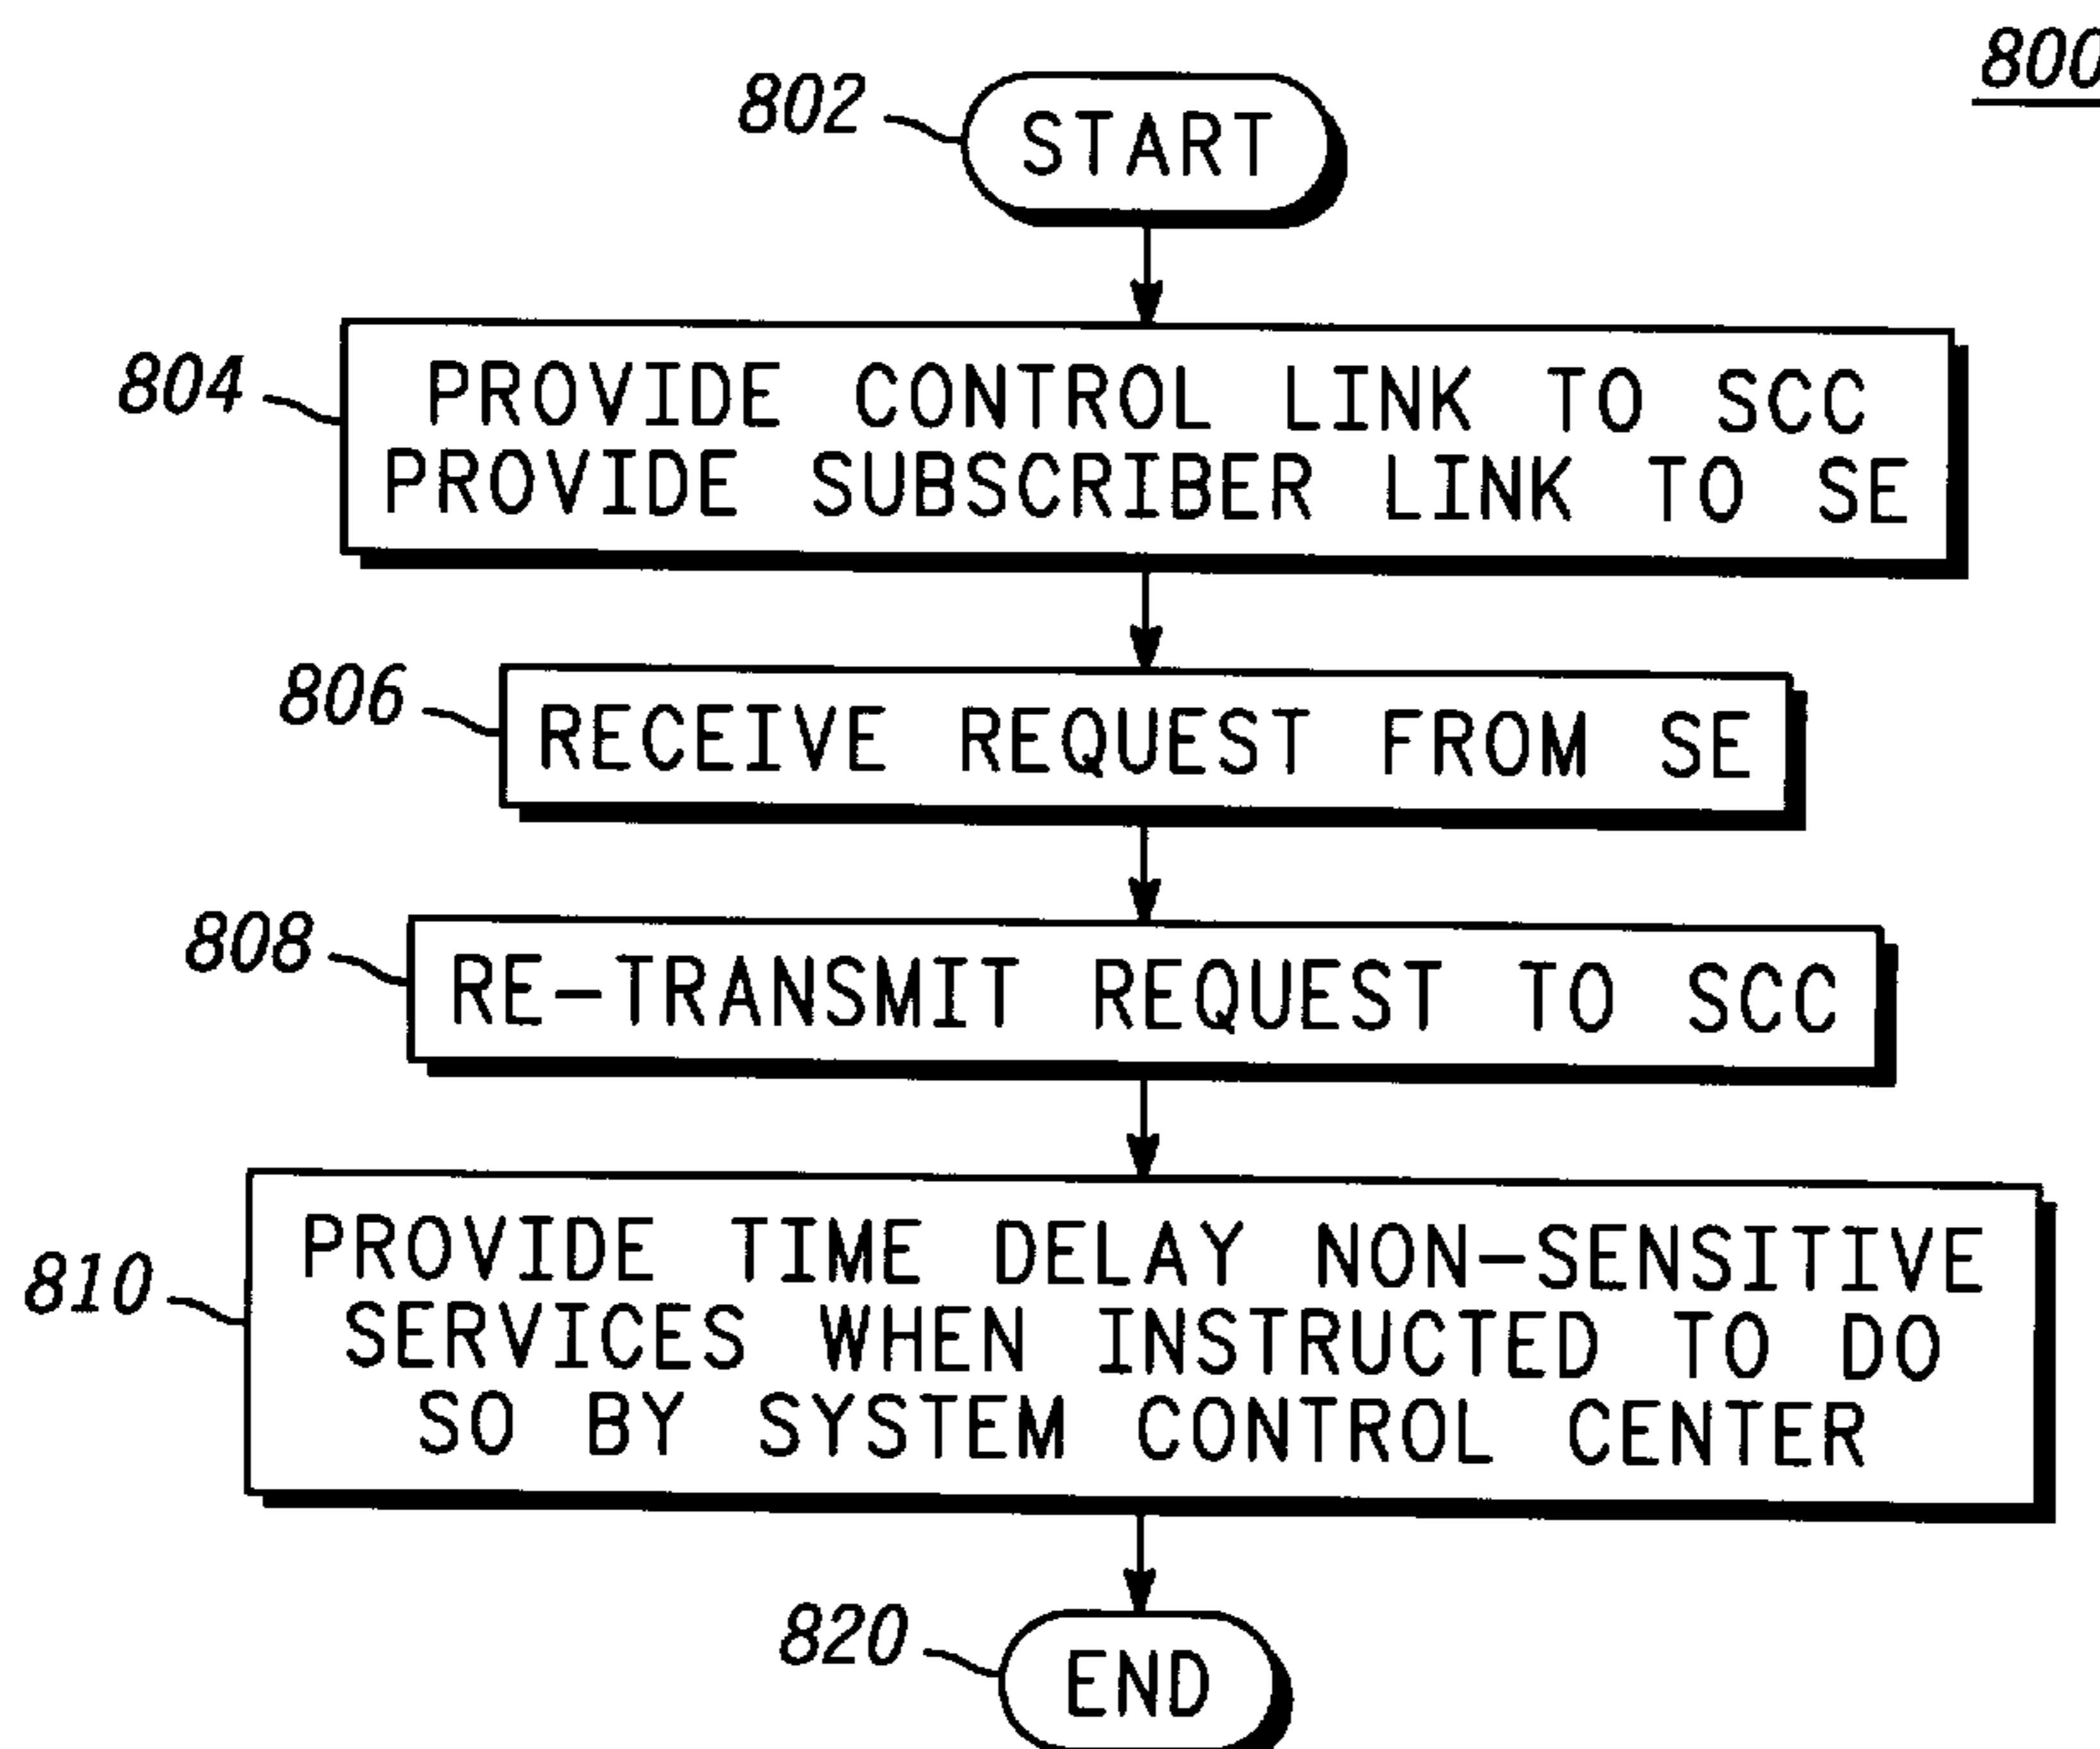 800
802
START
804
PROVIDE CONTROL LINK TO SCC
PROVIDE SUBSCRIBER LINK TO SE
806
RECEIVE REQUEST FROM SE
808
RE-TRANSMIT REQUEST TO SCC
810
PROVIDE TIME DELAY NON-SENSITIVE
SERVICES WHEN INSTRUCTED TO DO
SO BY SYSTEM CONTROL CENTER
820
END